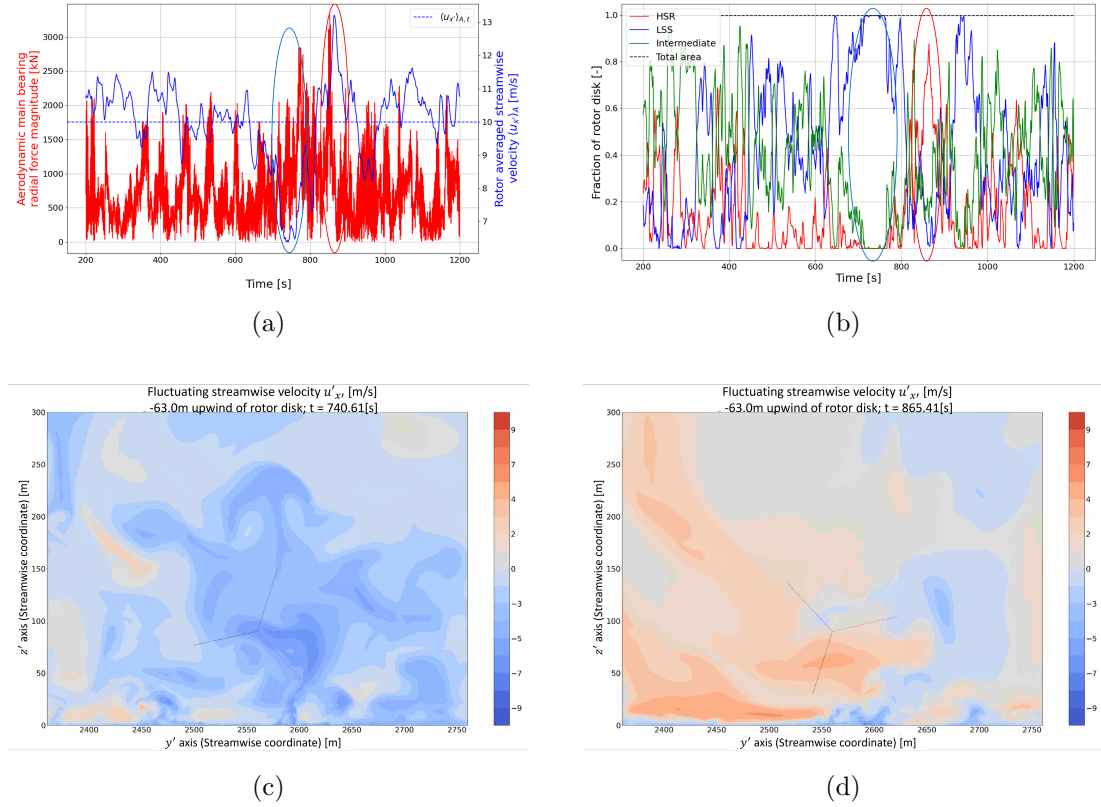 ⟨u_x'⟩_{A,t}
3500
3000
2500
2000
1500
1000
500
0
Aerodynamic main bearing
radial force magnitude [kN]
13
12
11
10
9
8
7
Rotor averaged streamwise
velocity ⟨u_x'⟩_A [m/s]
200 400 600 800 1000 1200
Time [s]
(a)
HSR
LSS
Intermediate
Total area
1.0
0.8
0.6
0.4
0.2
0.0
Fraction of rotor disk [-]
200 400 600 800 1000 1200
Time [s]
(b)
Fluctuating streamwise velocity u'_x, [m/s]
-63.0m upwind of rotor disk; t = 740.61[s]
300
250
200
150
100
50
0
z' axis (Streamwise coordinate) [m]
2400 2450 2500 2550 2600 2650 2700 2750
y' axis (Streamwise coordinate) [m]
9
7
4
2
0
−3
−5
−7
−9
(c)
Fluctuating streamwise velocity u'_x, [m/s]
-63.0m upwind of rotor disk; t = 865.41[s]
300
250
200
150
100
50
0
z' axis (Streamwise coordinate) [m]
2400 2450 2500 2550 2600 2650 2700 2750
y' axis (Streamwise coordinate) [m]
9
7
4
2
0
−3
−5
−7
−9
(d)